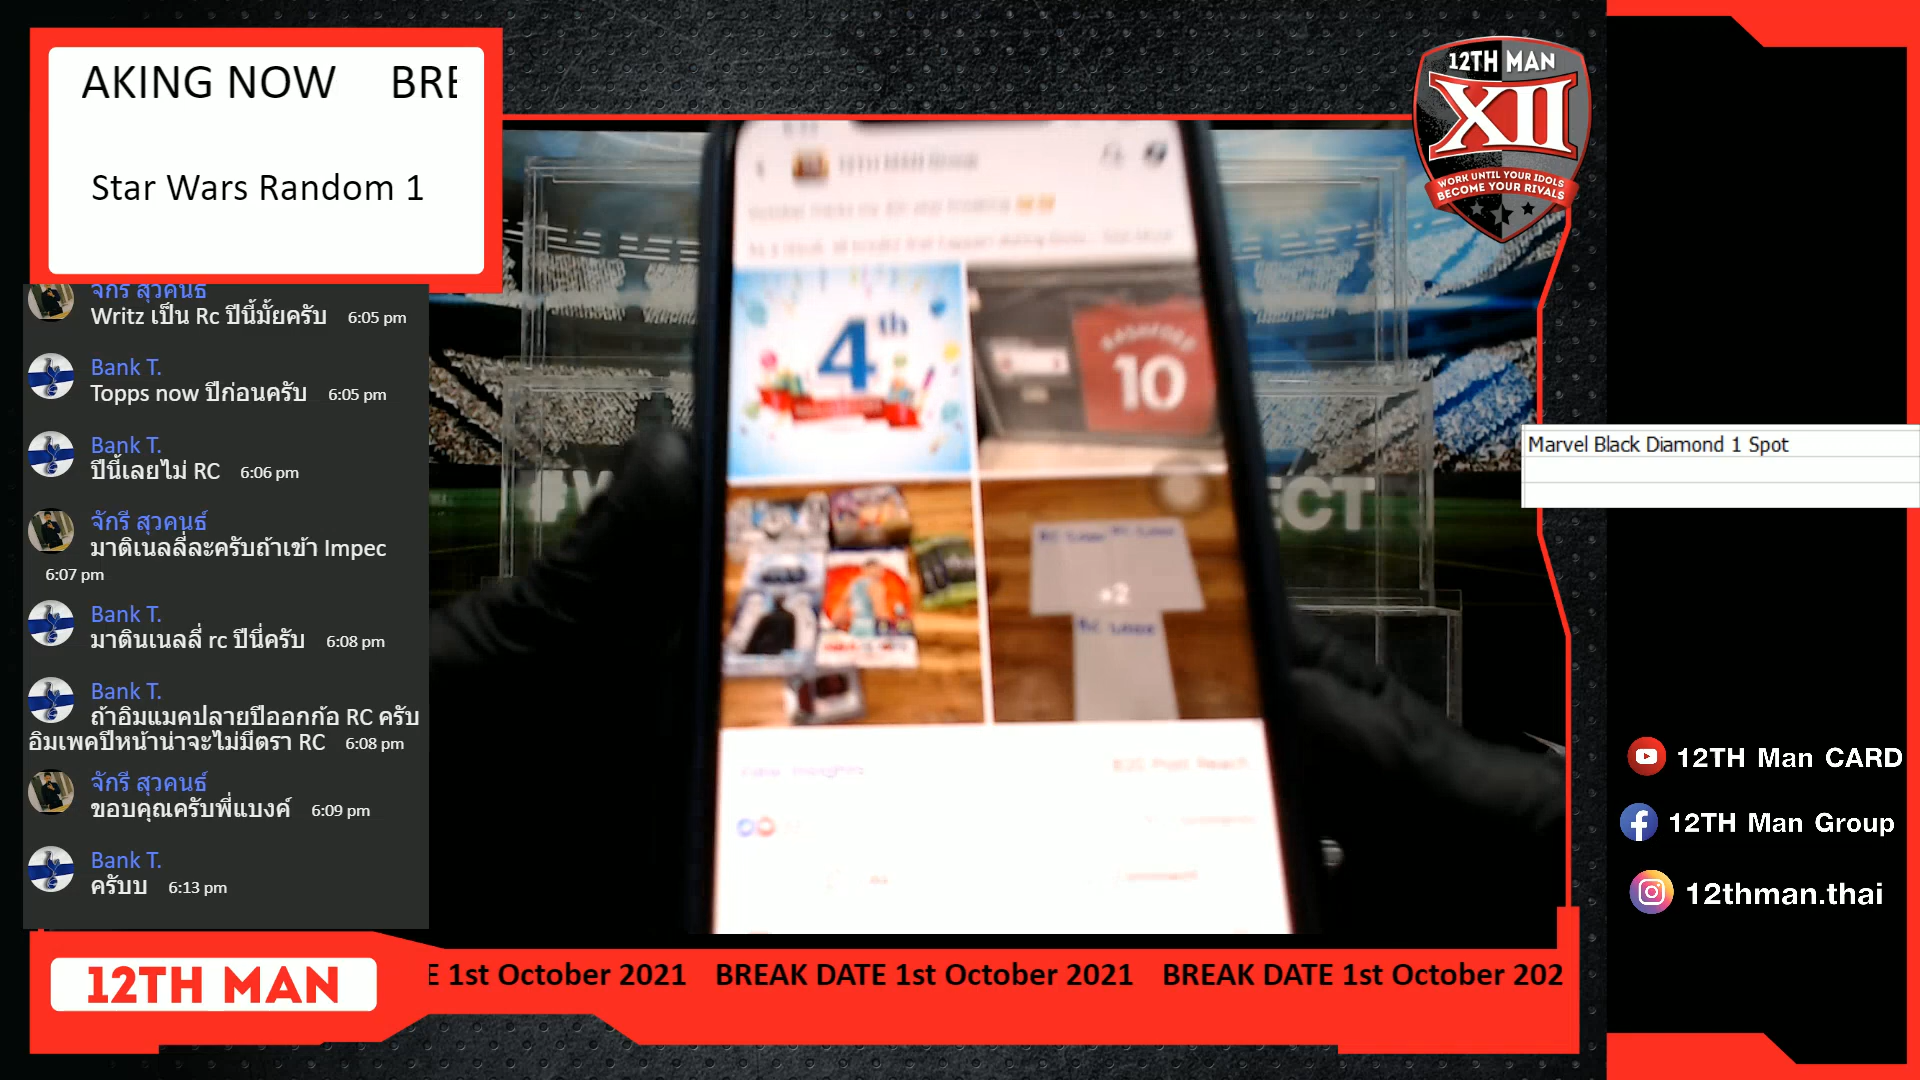 AKING NOW BRE
Star Wars Random 1
จักรี สุวคนธ์
Writz เป็น Rc ปีนี้มั้ยครับ 6:05 pm
Bank T.
Topps now ปีก่อนครับ 6:05 pm
Bank T.
ปีนี้เลยไม่ RC 6:06 pm
จักรี สุวคนธ์
มาดิเนลลี่ละครับถ้าเข้า Impec
6:07 pm
Bank T.
มาดินเนลลี่ rc ปีนี่ครับ 6:08 pm
Bank T.
ถ้าอิมแมคปลายปีออกก้อ RC ครับ
อิมเพคปีหน้าน่าจะไม่มีตรา RC 6:08 pm
จักรี สุวคนธ์
ขอบคุณครับพี่แบงค์ 6:09 pm
Bank T.
ครับบ 6:13 pm
12TH MAN
XII
WORK UNTIL YOUR IDOLS
BECOME YOUR RIVALS
4th
10
+2
ECT
Marvel Black Diamond 1 Spot
12TH Man CARD
12TH Man Group
12thman.thai
12TH MAN
E 1st October 2021 BREAK DATE 1st October 2021 BREAK DATE 1st October 202